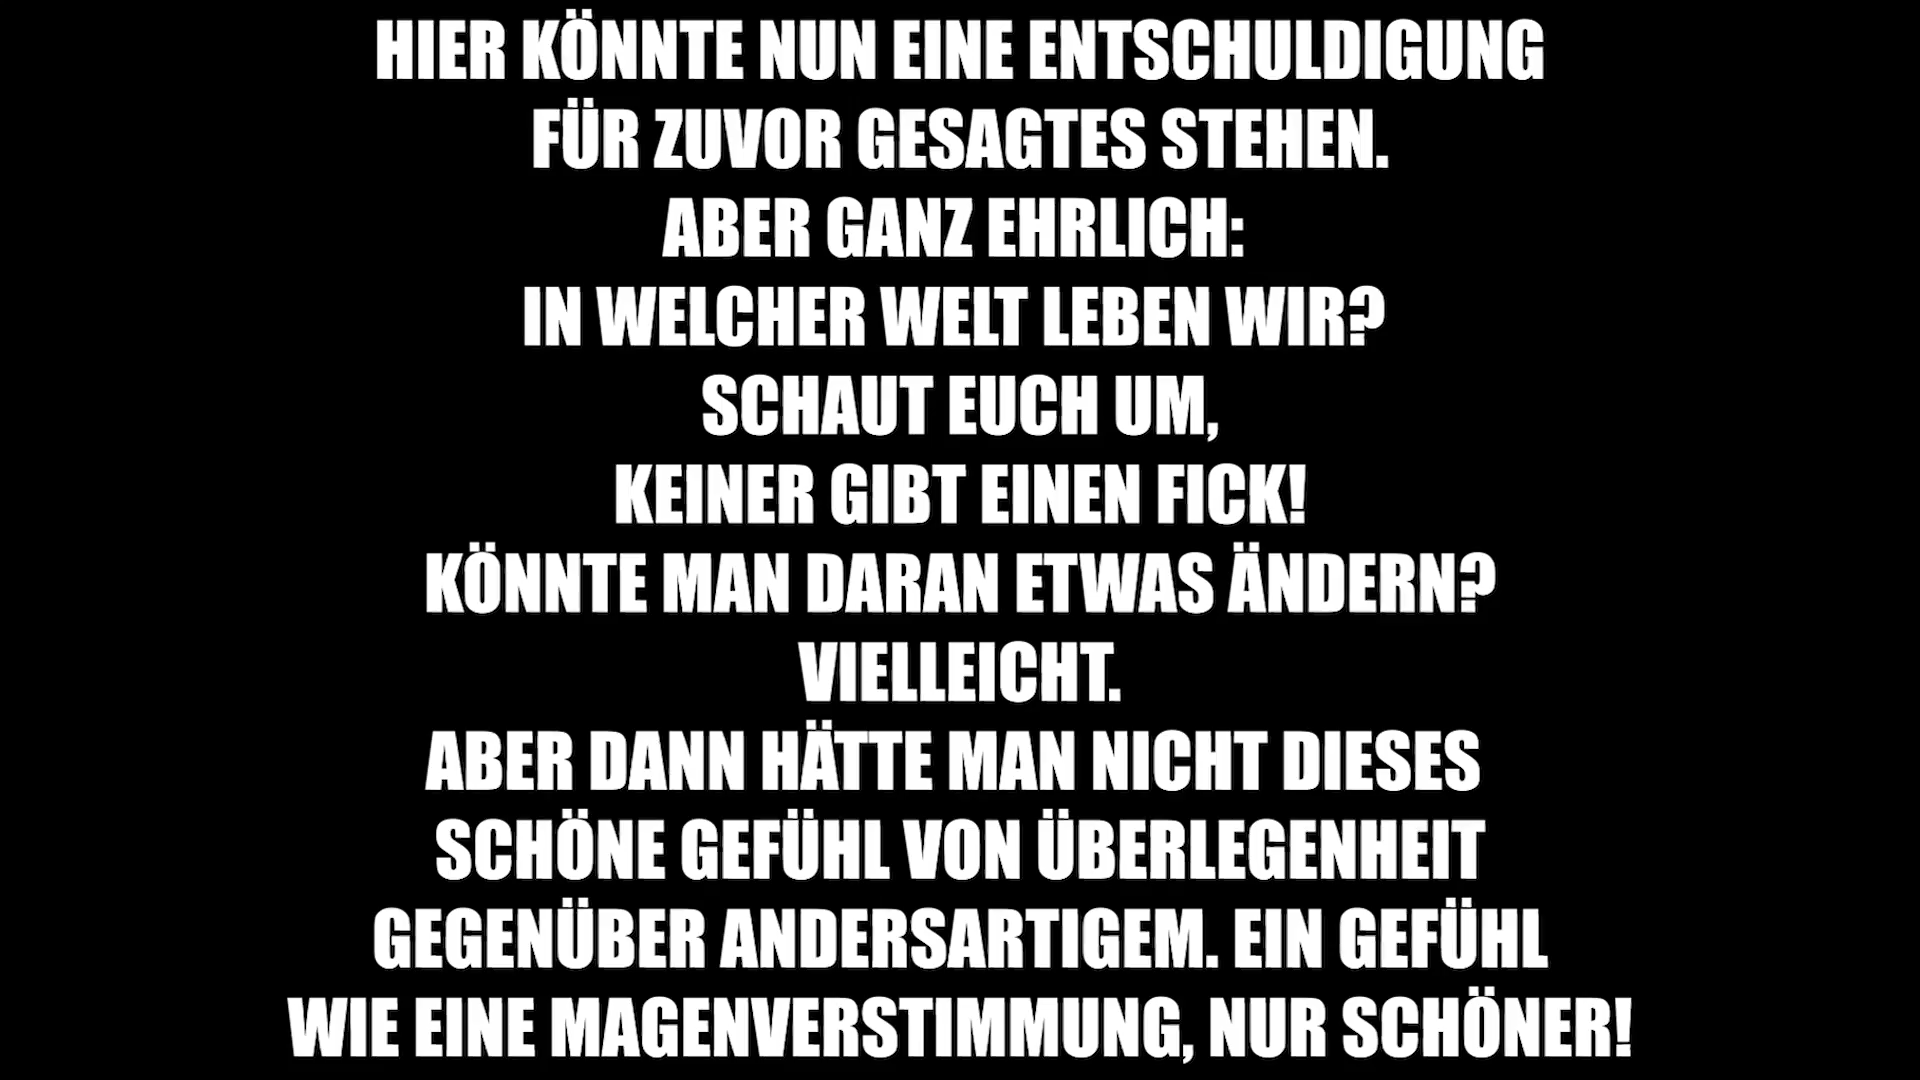 HIER KÖNNTE NUN EINE ENTSCHULDIGUNG
FÜR ZUVOR GESAGTES STEHEN.
ABER GANZ EHRLICH:
IN WELCHER WELT LEBEN WIR?
SCHAUT EUCH UM,
KEINER GIBT EINEN FICK!
KÖNNTE MAN DARAN ETWAS ÄNDERN?
VIELLEICHT.
ABER DANN HÄTTE MAN NICHT DIESES
SCHÖNE GEFÜHL VON ÜBERLEGENHEIT
GEGENÜBER ANDERSARTIGEM. EIN GEFÜHL
WIE EINE MAGENVERSTIMMUNG, NUR SCHÖNER!